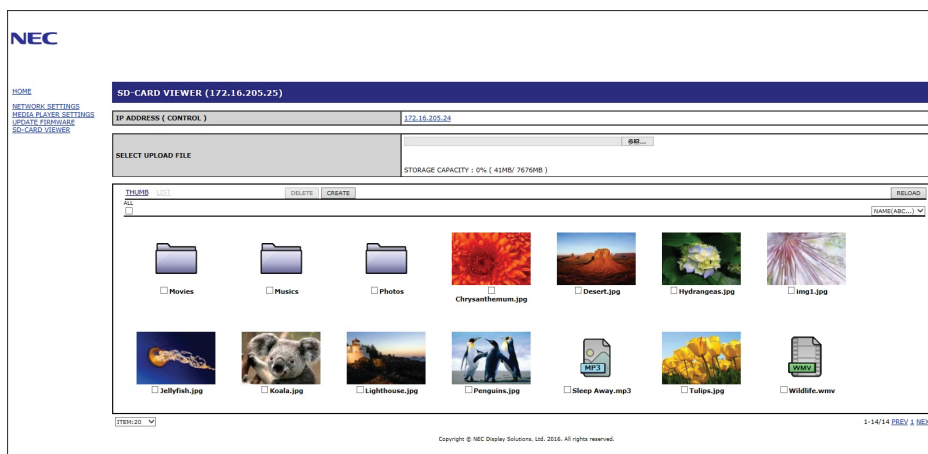 NEC
HOME
NETWORK SETTINGS
MEDIA PLAYER SETTINGS
UPDATE FIRMWARE
SD-CARD VIEWER
SD-CARD VIEWER (172.16.205.25)
IP ADDRESS ( CONTROL ) 172.16.205.24
SELECT UPLOAD FILE 参照...
STORAGE CAPACITY : 0% ( 41MB/ 7676MB )
THUMB LIST DELETE CREATE RELOAD
ALL
NAME(ABC...)
Movies Musics Photos Chrysanthemum.jpg Desert.jpg Hydrangeas.jpg img1.jpg
MP3 WMV
Jellyfish.jpg Koala.jpg Lighthouse.jpg Penguins.jpg Sleep Away.mp3 Tulips.jpg Wildlife.wmv
ITEM:20 1-14/14 PREV 1 NEX
Copyright © NEC Display Solutions, Ltd. 2016. All rights reserved.